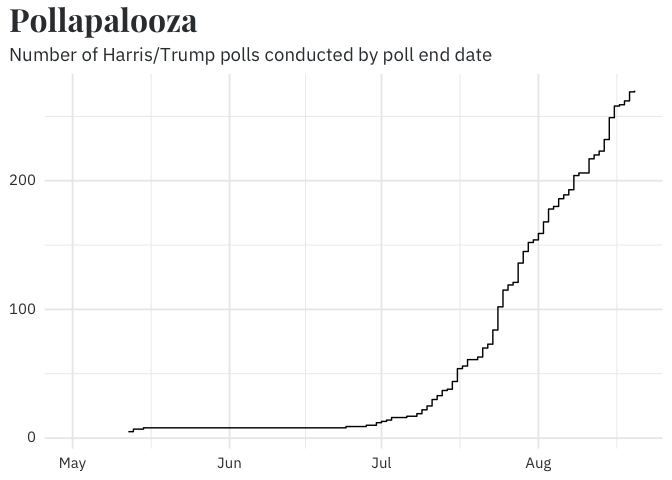 Pollapalooza
Number of Harris/Trump polls conducted by poll end date
200
100
0
May Jun Jul Aug